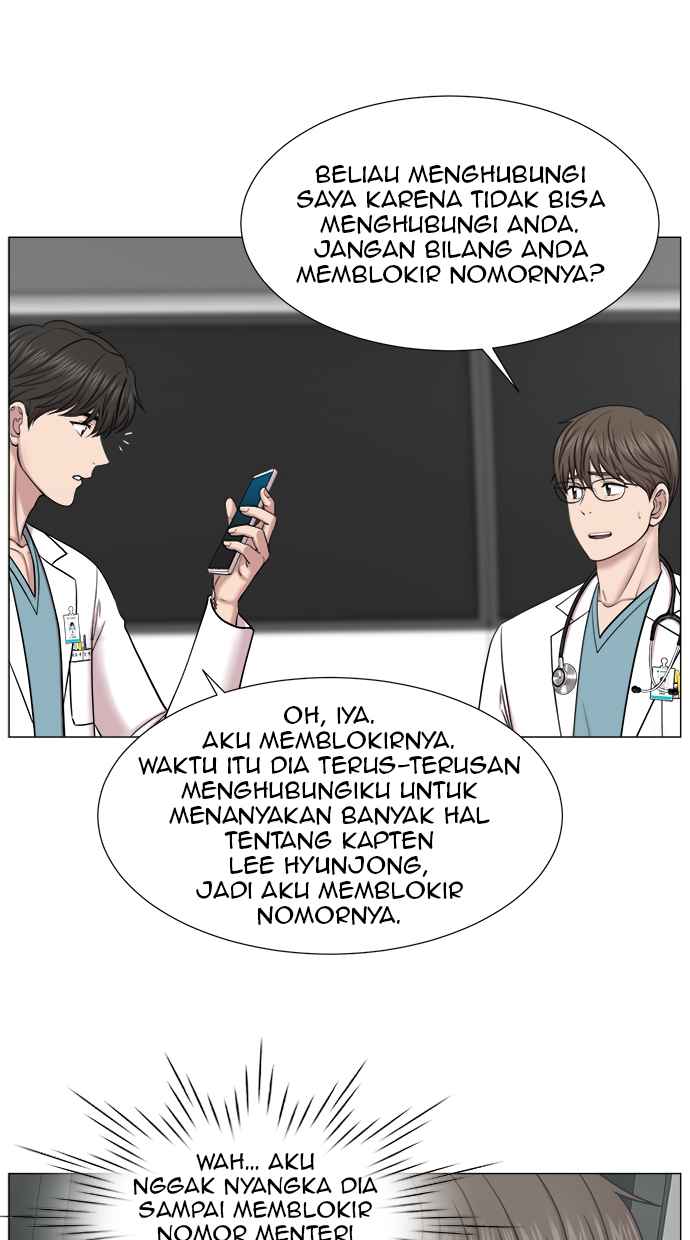 BELIAU MENGHUBUNGI
SAYA KARENA TIDAK BISA
MENGHUBUNGI ANDA.
JANGAN BILANG ANDA
MEMBLOKIR NOMORNYA?
OH, IYA.
AKU MEMBLOKIRNYA.
WAKTU ITU DIA TERUS-TERUSAN
MENGHUBUNGIKU UNTUK
MENANYAKAN BANYAK HAL
TENTANG KAPTEN
LEE HYUNJONG,
JADI AKU MEMBLOKIR
NOMORNYA.
WAH... AKU
NGGAK NYANGKA DIA
SAMPAI MEMBLOKIR
NOMOR MENTERI